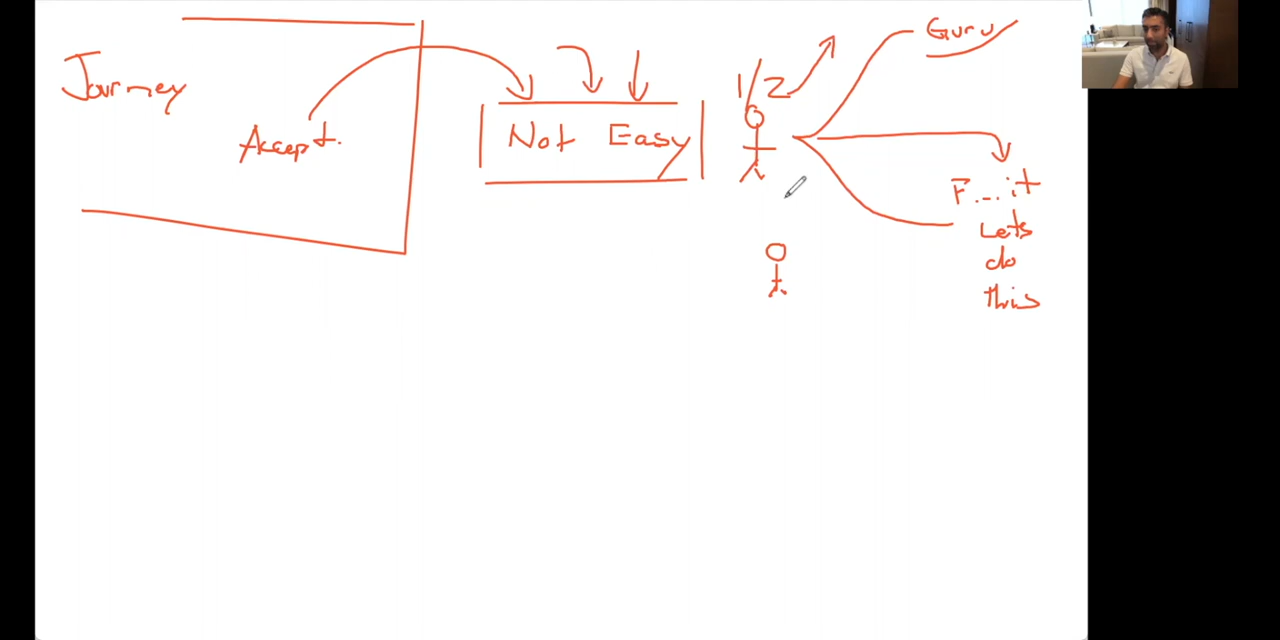 Journey
Accept.
Not Easy
1/2
Guru
F....it
Lets
do
this